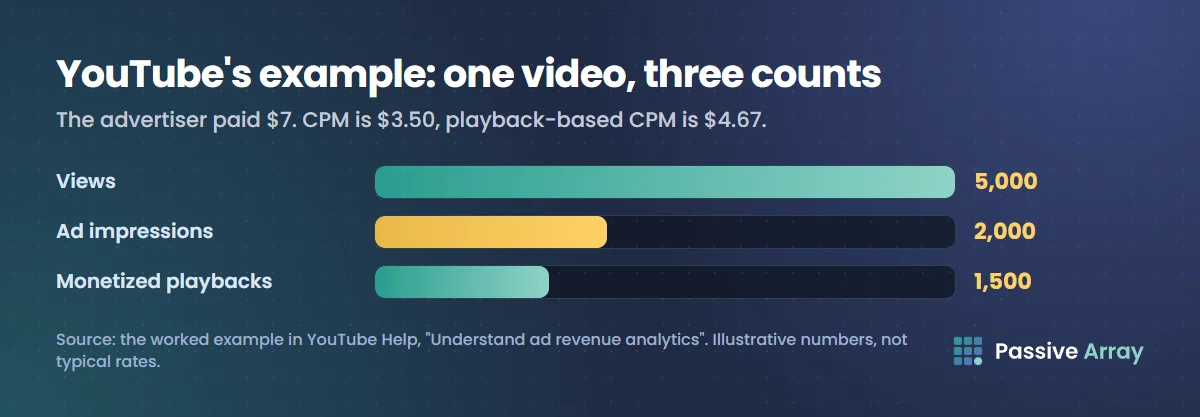 YouTube's example: one video, three counts
The advertiser paid $7. CPM is $3.50, playback-based CPM is $4.67.
Views 5,000
Ad impressions 2,000
Monetized playbacks 1,500
Source: the worked example in YouTube Help, "Understand ad revenue analytics". Illustrative numbers, not
typical rates.
Passive Array